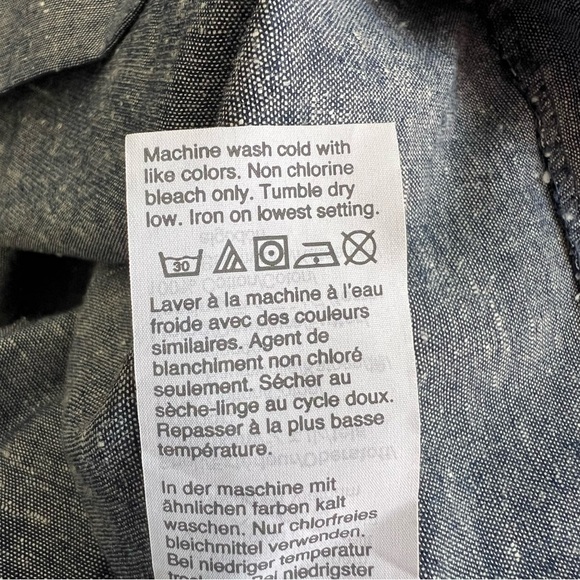 Machine wash cold with
like colors. Non chlorine
bleach only. Tumble dry
low. Iron on lowest setting.
30
Laver à la machine à l'eau
froide avec des couleurs
similaires. Agent de
blanchiment non chloré
seulement. Sécher au
sèche-linge au cycle doux.
Repasser à la plus basse
température.
In der maschine mit
ähnlichen farben kalt
waschen. Nur chlorfreies
bleichmittel verwenden.
Bei niedriger temperatur
niedrigster